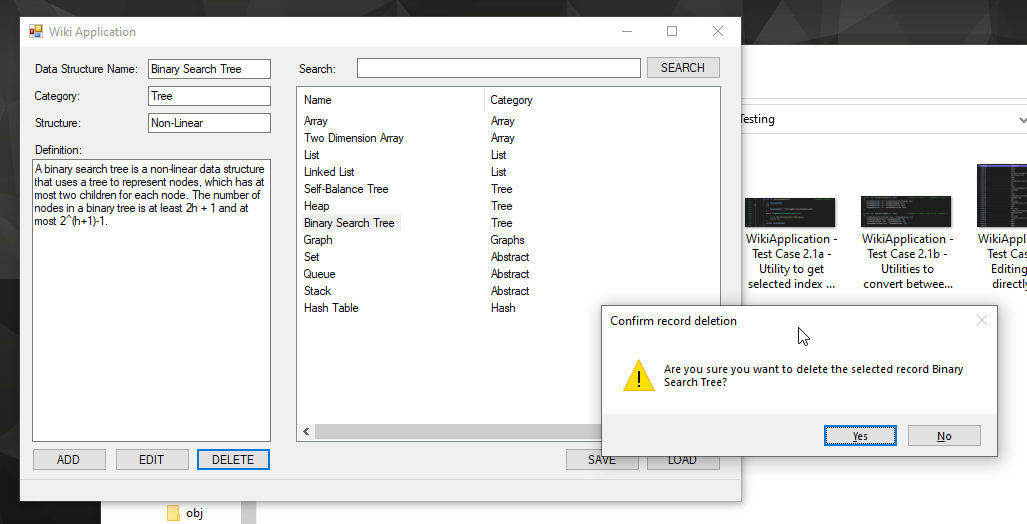 Wiki Application
Data Structure Name: Binary Search Tree
Category: Tree
Structure: Non-Linear
Definition:
A binary search tree is a non-linear data structure
that uses a tree to represent nodes, which has at
most two children for each node. The number of
nodes in a binary tree is at least 2h + 1 and at
most 2^(h+1)-1.
ADD EDIT DELETE
Search: SEARCH
Name Category
Array Array
Two Dimension Array Array
List List
Linked List List
Self-Balance Tree Tree
Heap Tree
Binary Search Tree Tree
Graph Graphs
Set Abstract
Queue Abstract
Stack Abstract
Hash Table Hash
SAVE LOAD
Testing
WikiApplication -
Test Case 2.1a -
Utility to get
selected index ...
WikiApplication -
Test Case 2.1b -
Utilities to
convert betwee...
WikiAppl
Test Cas
Editing
directly
Confirm record deletion
Are you sure you want to delete the selected record Binary
Search Tree?
Yes No
obj